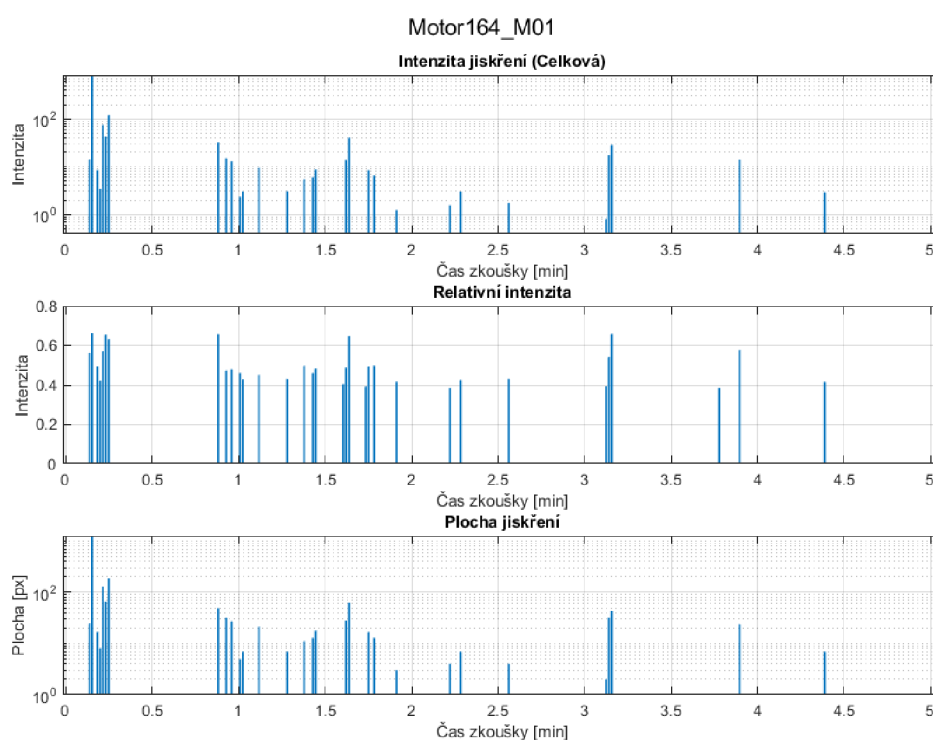 Motor164_M01
Intenzita jiskření (Celková)
Intenzita
10^2
10^0
0 0.5 1 1.5 2 2.5 3 3.5 4 4.5 5
Čas zkoušky [min]
Relativní intenzita
Intenzita
0.8
0.6
0.4
0.2
0
0 0.5 1 1.5 2 2.5 3 3.5 4 4.5 5
Čas zkoušky [min]
Plocha jiskření
Plocha [px]
10^2
10^0
0 0.5 1 1.5 2 2.5 3 3.5 4 4.5 5
Čas zkoušky [min]